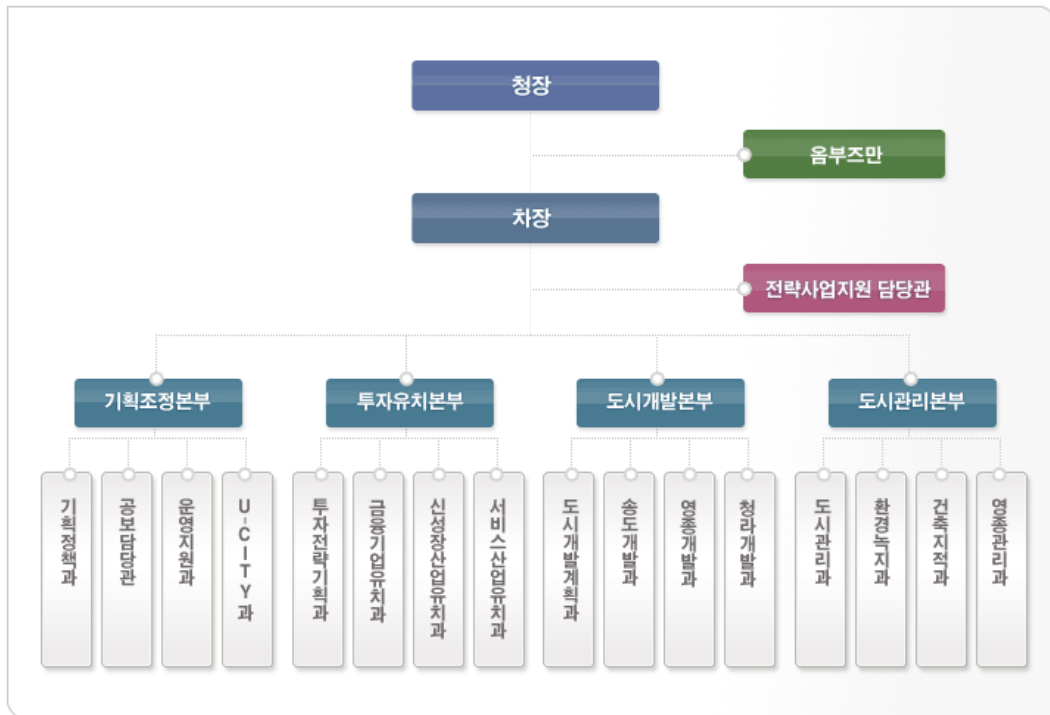 청장
옴부즈만
차장
전략사업지원 담당관
기획조정본부
투자유치본부
도시개발본부
도시관리본부
기획정책과
공보담당관
운영지원과
U-CITY과
투자전략기획과
금융기업유치과
신성장산업유치과
서비스산업유치과
도시개발계획과
송도개발과
영종개발과
청라개발과
도시관리과
환경녹지과
건축지적과
영종관리과